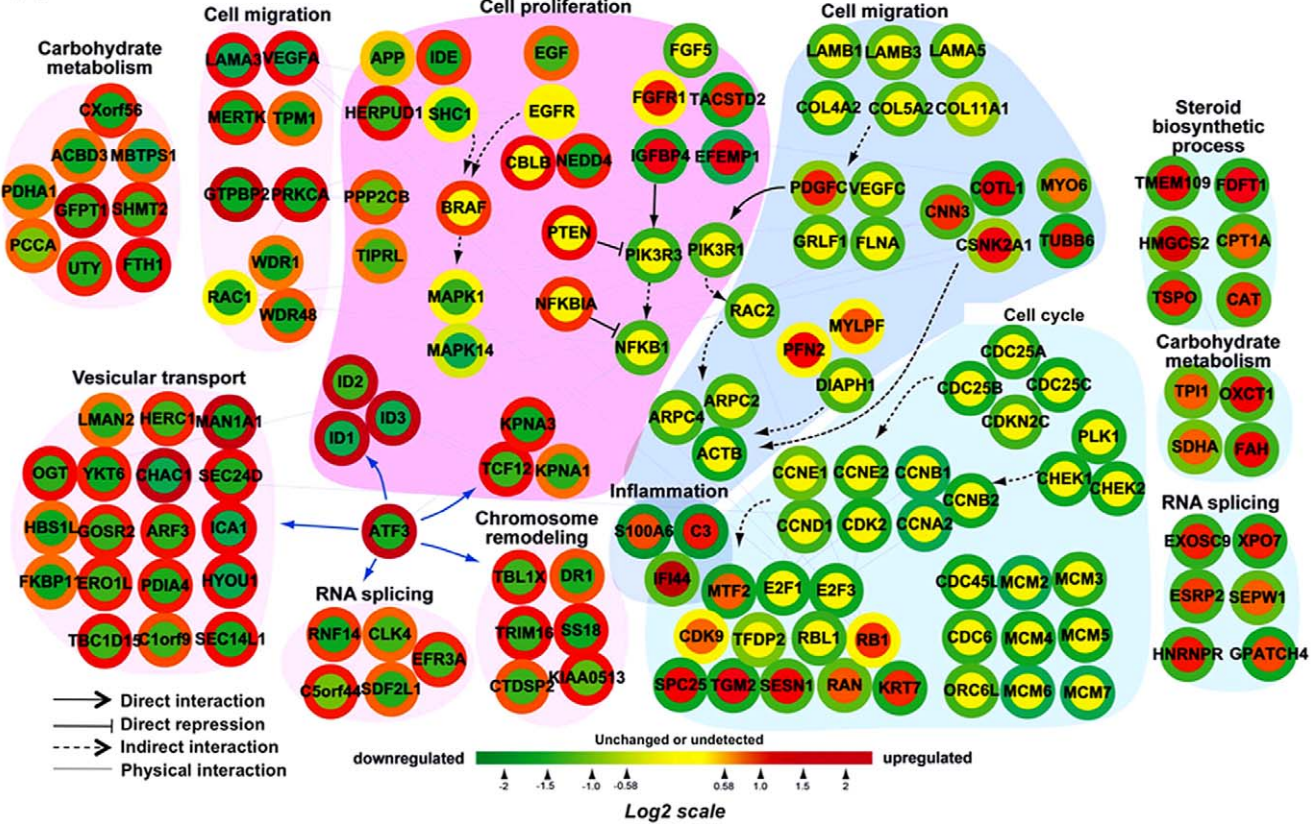 Cell migration
Cell proliferation
Cell migration
Carbohydrate
metabolism
LAMA3 VEGFA
MERTK TPM1
GTPBP2 PRKCA
WDR1
RAC1
WDR48
CXorf56
ACBD3 MBTPS1
PDHA1
GFPT1 SHMT2
PCCA
UTY FTH1
APP IDE EGF FGF5
HERPUD1 SHC1 EGFR FGFR1 TACSTD2
CBLB NEDD4 IGFBP4 EFEMP1
PPP2CB BRAF
PTEN
TIPRL PIK3R3 PIK3R1
MAPK1 NFKBIA
MAPK14 NFKB1
ID2
ID3
ID1
KPNA3
TCF12 KPNA1
LAMB1 LAMB3 LAMA5
COL4A2 COL5A2 COL11A1
PDGFC VEGFC COTL1 MYO6
CNN3
GRLF1 FLNA CSNK2A1 TUBB6
RAC2
MYLPF
PFN2
DIAPH1
ARPC2
ARPC4
ACTB
Steroid
biosynthetic
process
TMEM109 FDFT1
HMGCS2 CPT1A
TSPO CAT
Carbohydrate
metabolism
TPI1 OXCT1
SDHA FAH
RNA splicing
EXOSC9 XPO7
ESRP2 SEPW1
HNRNPR GPATCH4
Cell cycle
CDC25A
CDC25B CDC25C
CDKN2C
PLK1
CHEK1 CHEK2
CCNE1 CCNE2 CCNB1
CCNB2
CCND1 CDK2 CCNA2
MTF2 E2F1 E2F3
CDK9 TFDP2 RBL1 RB1
SPC25 TGM2 SESN1 RAN KRT7
CDC45L MCM2 MCM3
CDC6 MCM4 MCM5
ORC6L MCM6 MCM7
Inflammation
S100A6 C3
IFI44
Vesicular transport
LMAN2 HERC1 MAN1A1
OGT YKT6 CHAC1 SEC24D
HBS1L GOSR2 ARF3 ICA1
FKBP11 ERO1L PDIA4 HYOU1
TBC1D15 C1orf9 SEC14L1
ATF3
RNA splicing
RNF14 CLK4
EFR3A
C5orf44 SDF2L1
Chromosome
remodeling
TBL1X DR1
TRIM16 SS18
CTDSP2 KIAA0513
Direct interaction
Direct repression
Indirect interaction
Physical interaction
Unchanged or undetected
downregulated upregulated
-2 -1.5 -1.0 -0.58 0.58 1.0 1.5 2
Log2 scale